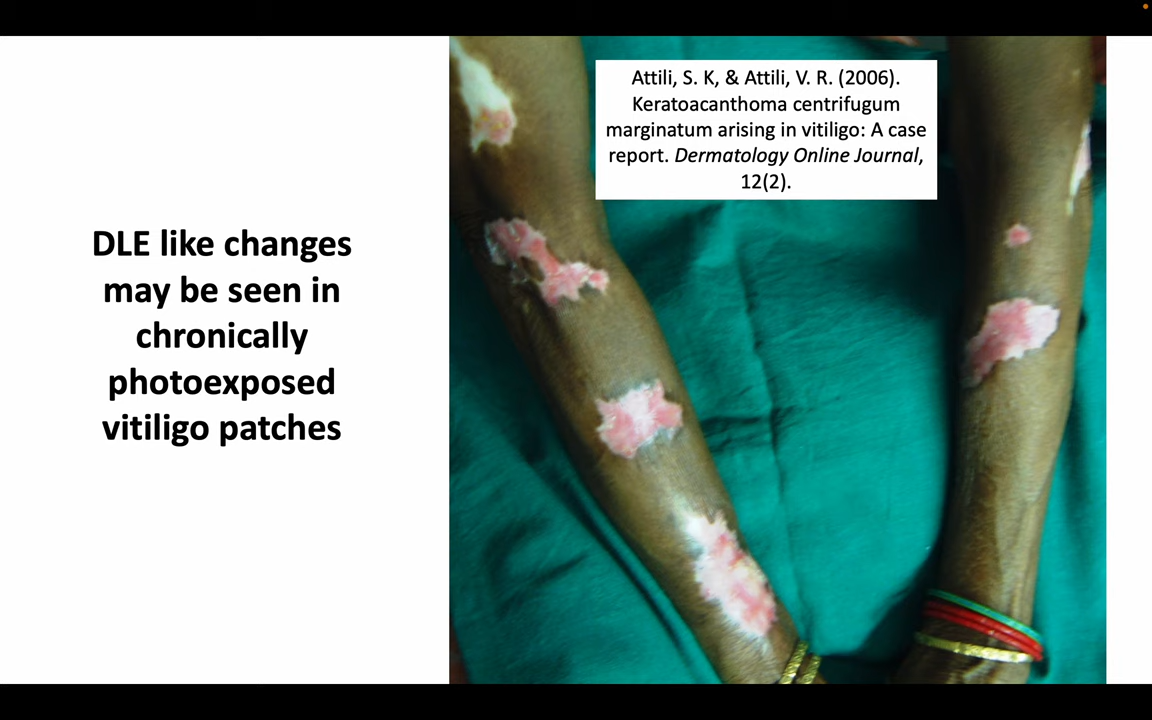 DLE like changes
may be seen in
chronically
photoexposed
vitiligo patches
Attili, S. K, & Attili, V. R. (2006).
Keratoacanthoma centrifugum
marginatum arising in vitiligo: A case
report. Dermatology Online Journal,
12(2).